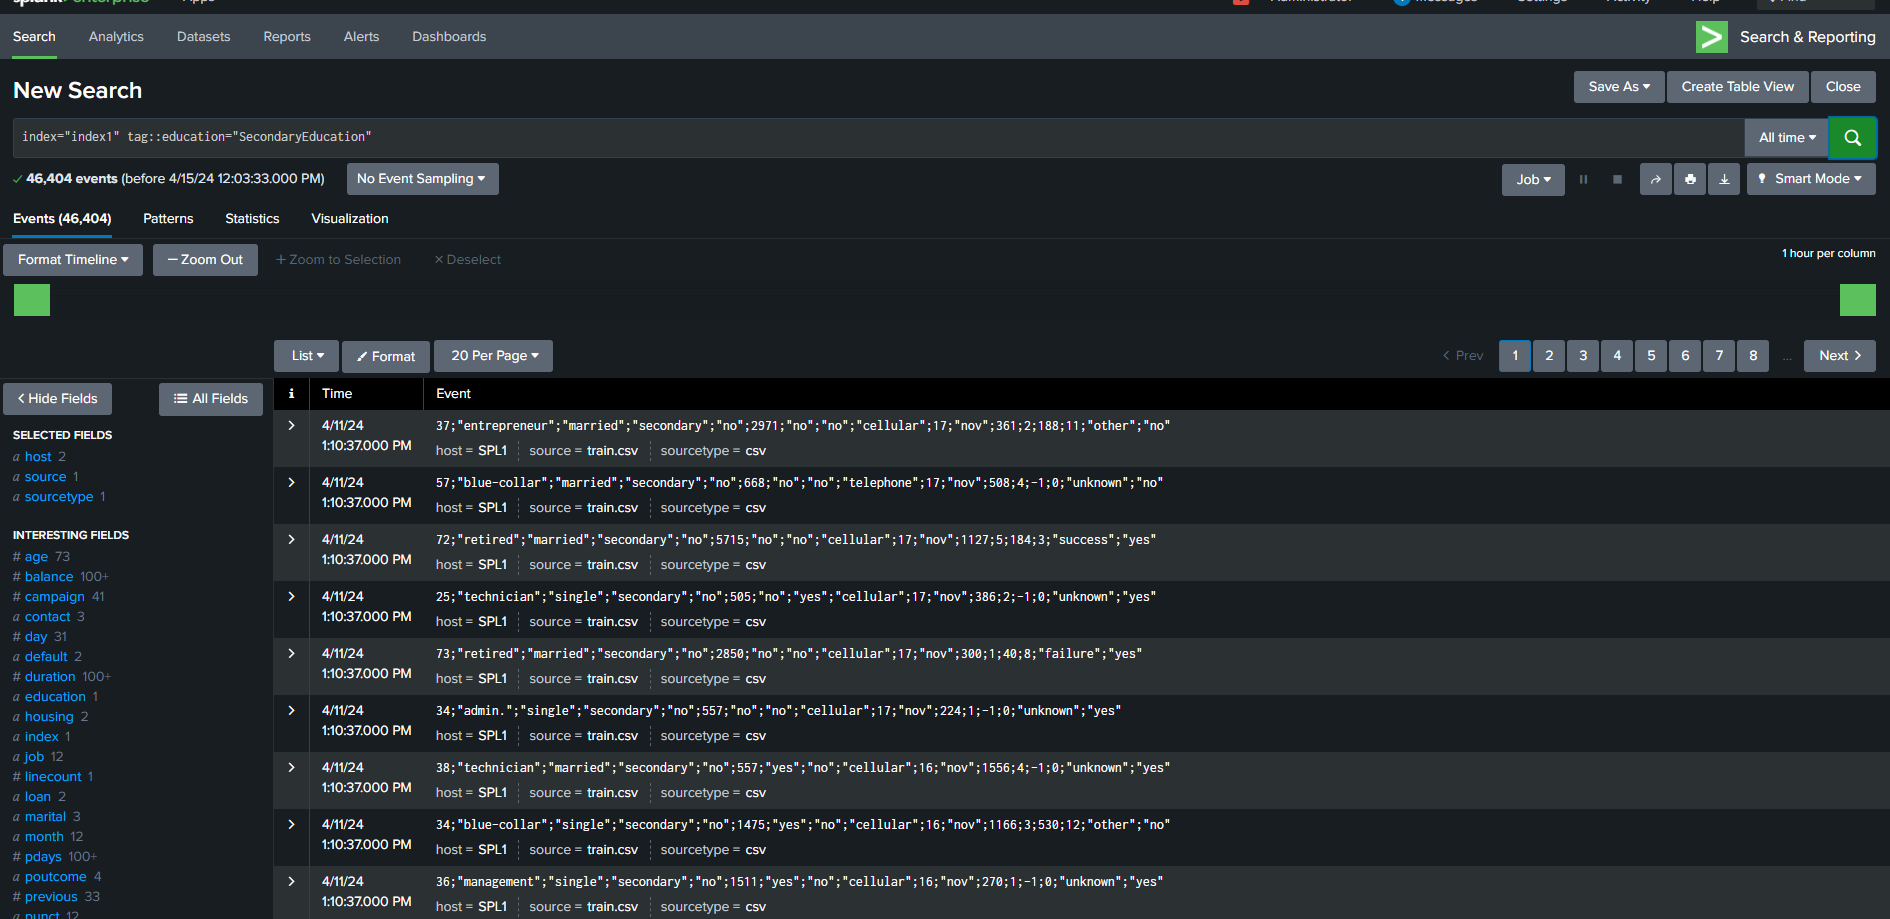 splunk>enterprise Apps
Administrator Messages Settings Activity Help Find
Search Analytics Datasets Reports Alerts Dashboards
> Search & Reporting
New Search
Save As ▾ Create Table View Close
index="index1" tag::education="SecondaryEducation"
All time ▾
✓ 46,404 events (before 4/15/24 12:03:33.000 PM) No Event Sampling ▾
Job ▾ Smart Mode ▾
Events (46,404) Patterns Statistics Visualization
Format Timeline ▾ — Zoom Out + Zoom to Selection × Deselect
1 hour per column
List ▾ Format 20 Per Page ▾
< Prev 1 2 3 4 5 6 7 8 ... Next >
< Hide Fields All Fields
SELECTED FIELDS
a host 2
a source 1
a sourcetype 1
INTERESTING FIELDS
# age 73
# balance 100+
# campaign 41
a contact 3
# day 31
a default 2
# duration 100+
a education 1
a housing 2
a index 1
a job 12
# linecount 1
a loan 2
a marital 3
a month 12
# pdays 100+
a poutcome 4
# previous 33
a punct 12
i Time Event
> 4/11/24 37;"entrepreneur";"married";"secondary";"no";2971;"no";"no";"cellular";17;"nov";361;2;188;11;"other";"no"
1:10:37.000 PM host = SPL1 source = train.csv sourcetype = csv
> 4/11/24 57;"blue-collar";"married";"secondary";"no";668;"no";"no";"telephone";17;"nov";508;4;-1;0;"unknown";"no"
1:10:37.000 PM host = SPL1 source = train.csv sourcetype = csv
> 4/11/24 72;"retired";"married";"secondary";"no";5715;"no";"no";"cellular";17;"nov";1127;5;184;3;"success";"yes"
1:10:37.000 PM host = SPL1 source = train.csv sourcetype = csv
> 4/11/24 25;"technician";"single";"secondary";"no";505;"no";"yes";"cellular";17;"nov";386;2;-1;0;"unknown";"yes"
1:10:37.000 PM host = SPL1 source = train.csv sourcetype = csv
> 4/11/24 73;"retired";"married";"secondary";"no";2850;"no";"no";"cellular";17;"nov";300;1;40;8;"failure";"yes"
1:10:37.000 PM host = SPL1 source = train.csv sourcetype = csv
> 4/11/24 34;"admin.";"single";"secondary";"no";557;"no";"no";"cellular";17;"nov";224;1;-1;0;"unknown";"yes"
1:10:37.000 PM host = SPL1 source = train.csv sourcetype = csv
> 4/11/24 38;"technician";"married";"secondary";"no";557;"yes";"no";"cellular";16;"nov";1556;4;-1;0;"unknown";"yes"
1:10:37.000 PM host = SPL1 source = train.csv sourcetype = csv
> 4/11/24 34;"blue-collar";"single";"secondary";"no";1475;"yes";"no";"cellular";16;"nov";1166;3;530;12;"other";"no"
1:10:37.000 PM host = SPL1 source = train.csv sourcetype = csv
> 4/11/24 36;"management";"single";"secondary";"no";1511;"yes";"no";"cellular";16;"nov";270;1;-1;0;"unknown";"yes"
1:10:37.000 PM host = SPL1 source = train.csv sourcetype = csv